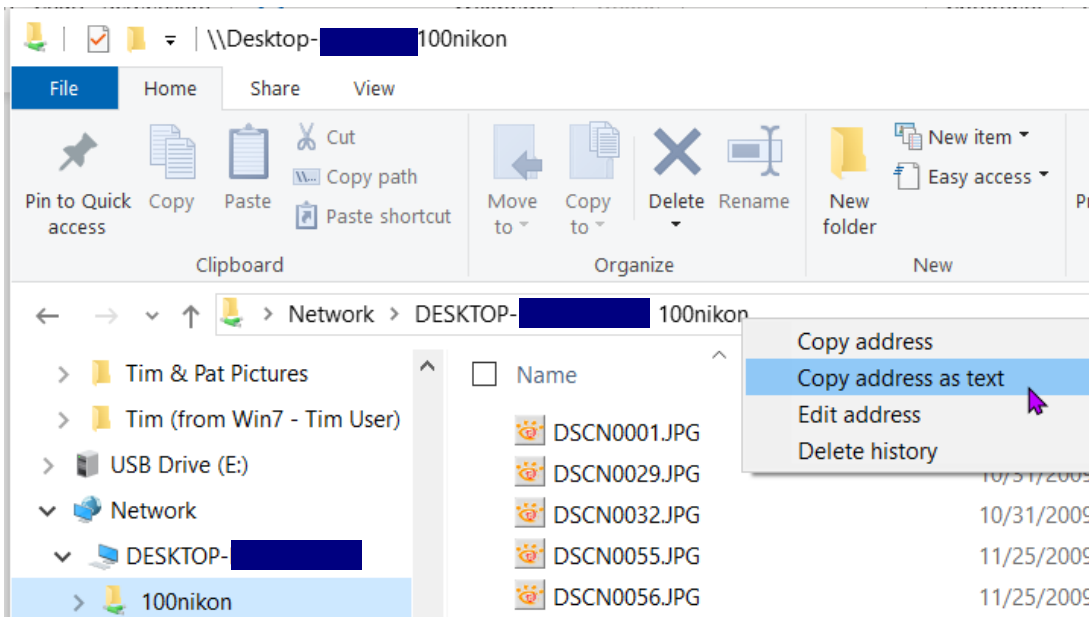 \\Desktop- 100nikon
File Home Share View
Pin to Quick access
Copy
Paste
Cut
Copy path
Paste shortcut
Move to
Copy to
Delete
Rename
New folder
New item
Easy access
Clipboard
Organize
New
Network > DESKTOP- 100nikon
Copy address
Copy address as text
Edit address
Delete history
Tim & Pat Pictures
Tim (from Win7 - Tim User)
USB Drive (E:)
Network
DESKTOP-
100nikon
Name
DSCN0001.JPG
DSCN0029.JPG 10/31/2009
DSCN0032.JPG 10/31/2009
DSCN0055.JPG 11/25/2009
DSCN0056.JPG 11/25/2009